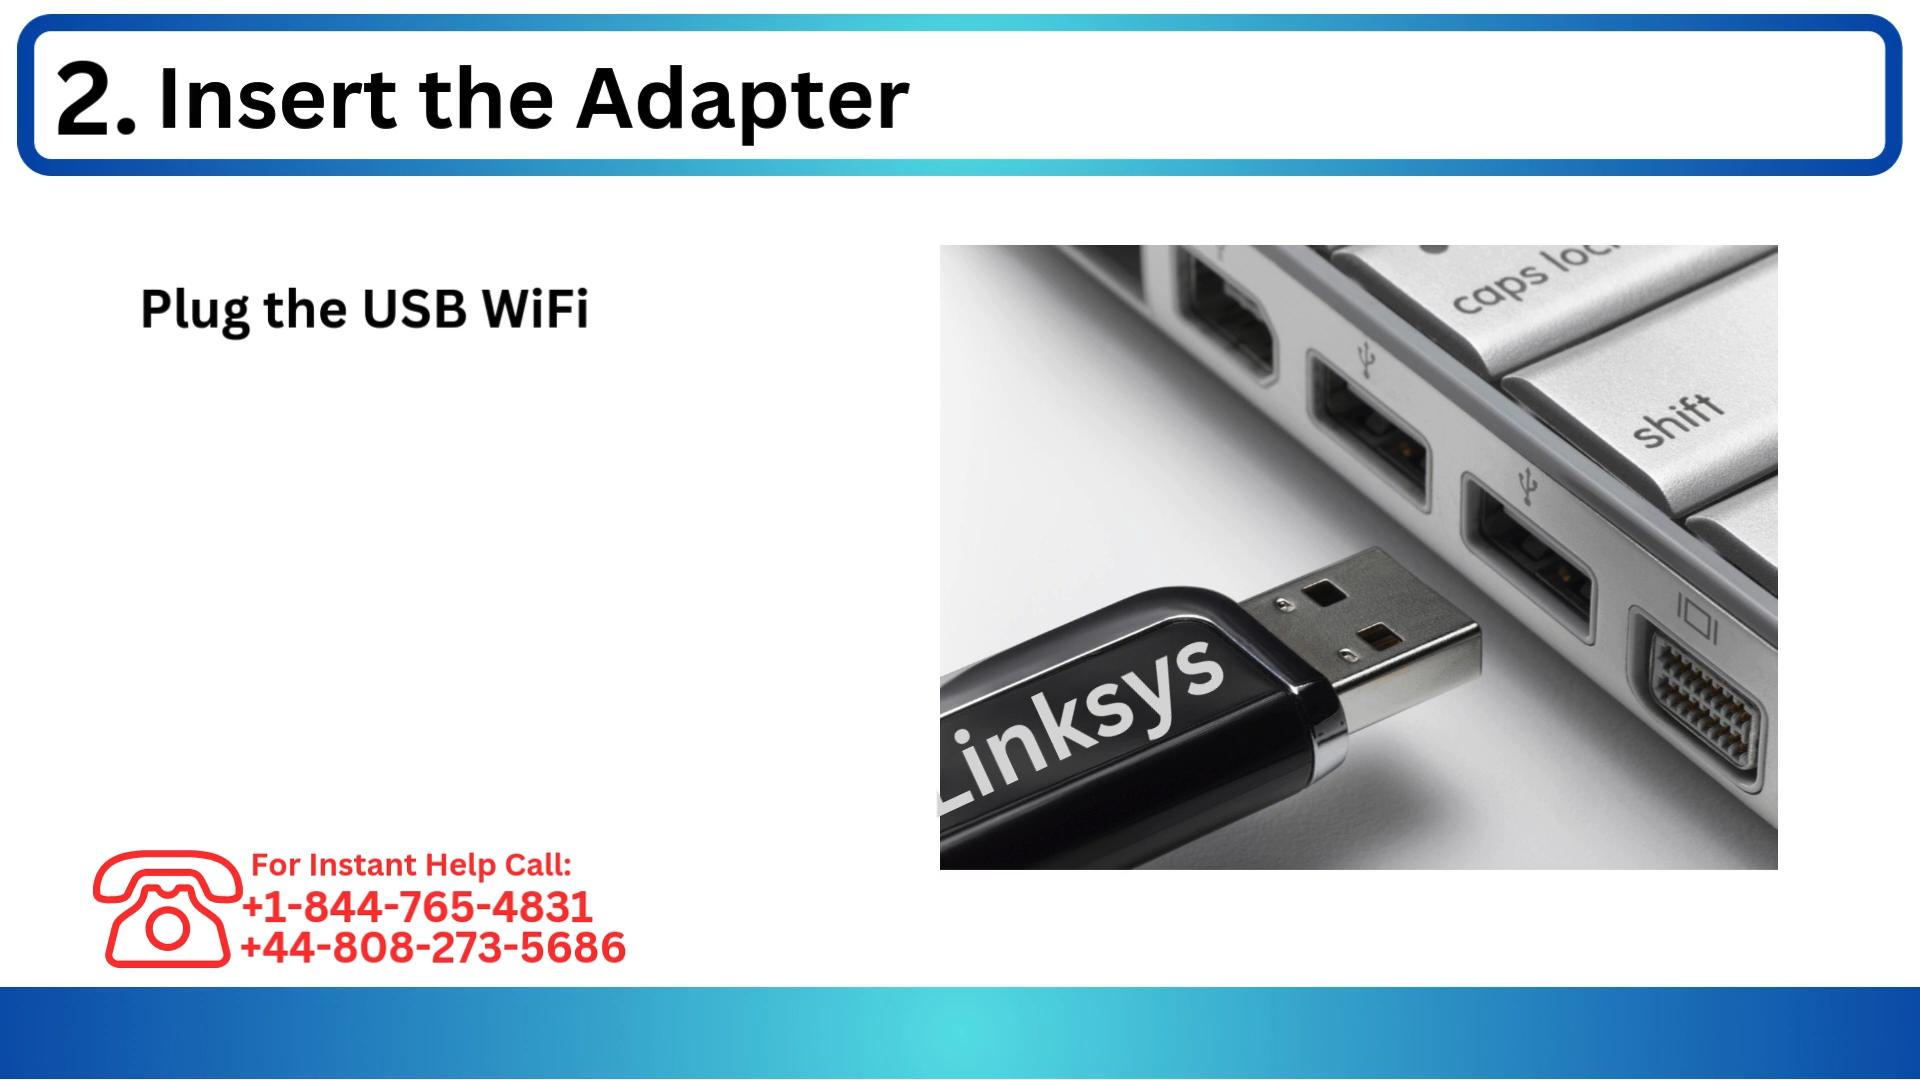 2. Insert the Adapter
Plug the USB WiFi
caps loc
shift
Linksys
For Instant Help Call:
+1-844-765-4831
+44-808-273-5686